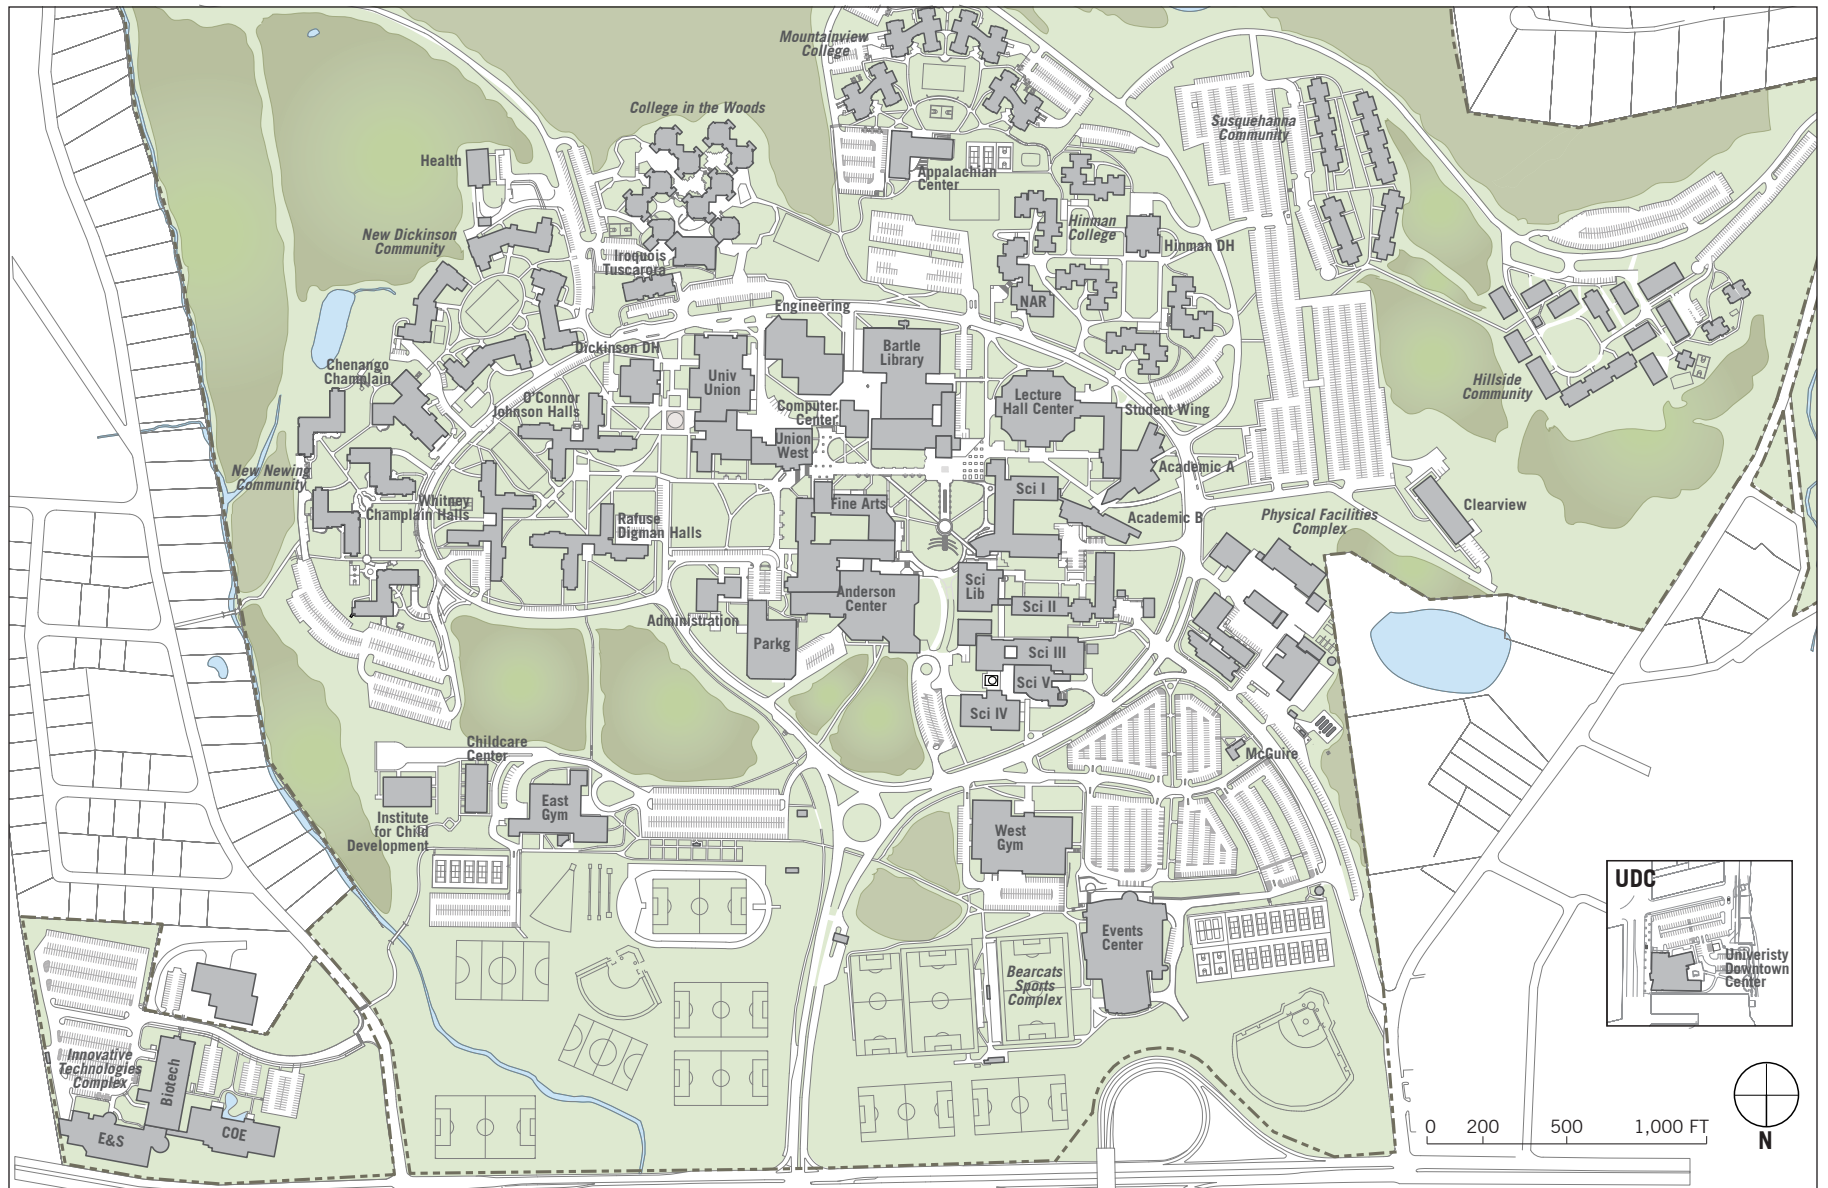 Mountainview
College
College in the Woods
Susquehanna
Community
Health
Appalachian
Center
New Dickinson
Community
Hinman
College
Hinman DH
Iroquois
Tuscarora
NAR
Engineering
Bartle
Library
Dickinson DH
Chenango
Champlain
Univ
Union
Hillside
Community
O'Connor
Johnson Halls
Computer
Center
Lecture
Hall Center
Student Wing
Union
West
New Newing
Community
Academic A
Sci I
Whitney
Champlain Halls
Fine Arts
Clearview
Rafuse
Digman Halls
Academic B
Physical Facilities
Complex
Sci
Lib
Anderson
Center
Sci II
Administration
Parkg
Sci III
Sci V
Sci IV
Childcare
Center
McGuire
East
Gym
Institute
for Child
Development
West
Gym
UDC
Events
Center
Univeristy
Downtown
Center
Bearcats
Sports
Complex
Innovative
Technologies
Complex
Biotech
E&S
COE
0 200 500 1,000 FT
N